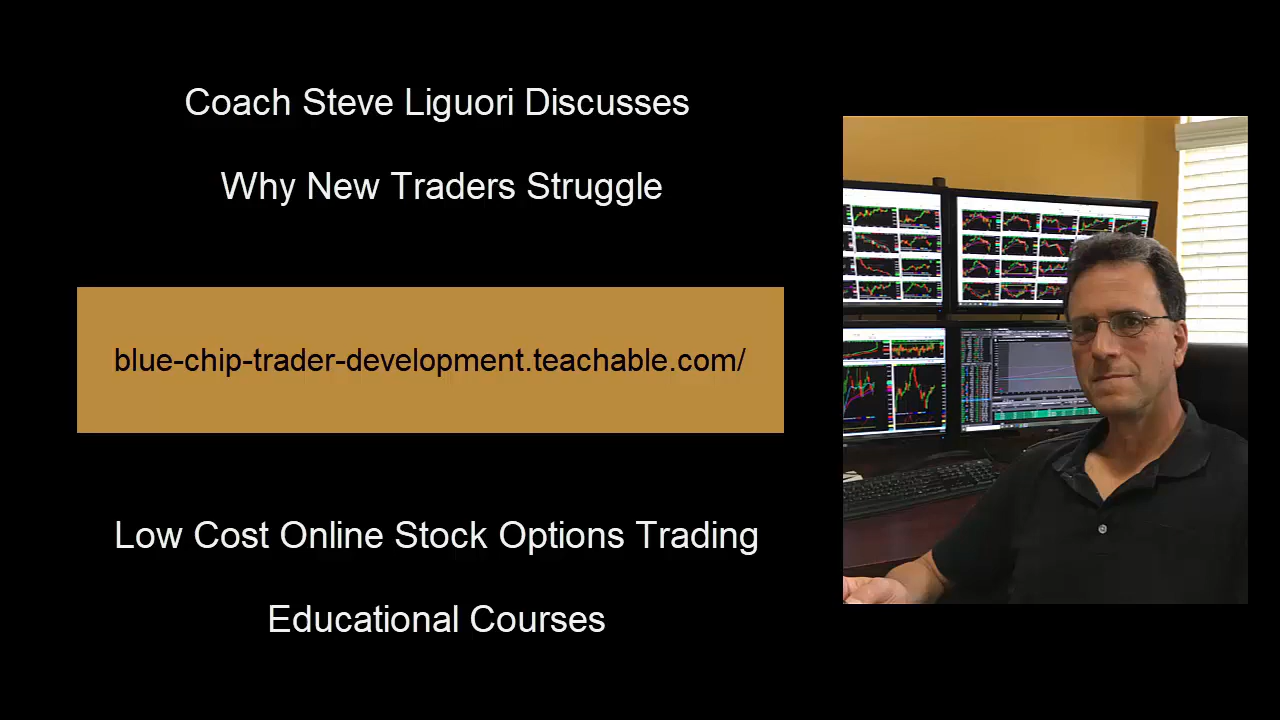 Coach Steve Liguori Discusses
Why New Traders Struggle
blue-chip-trader-development.teachable.com/
Low Cost Online Stock Options Trading
Educational Courses